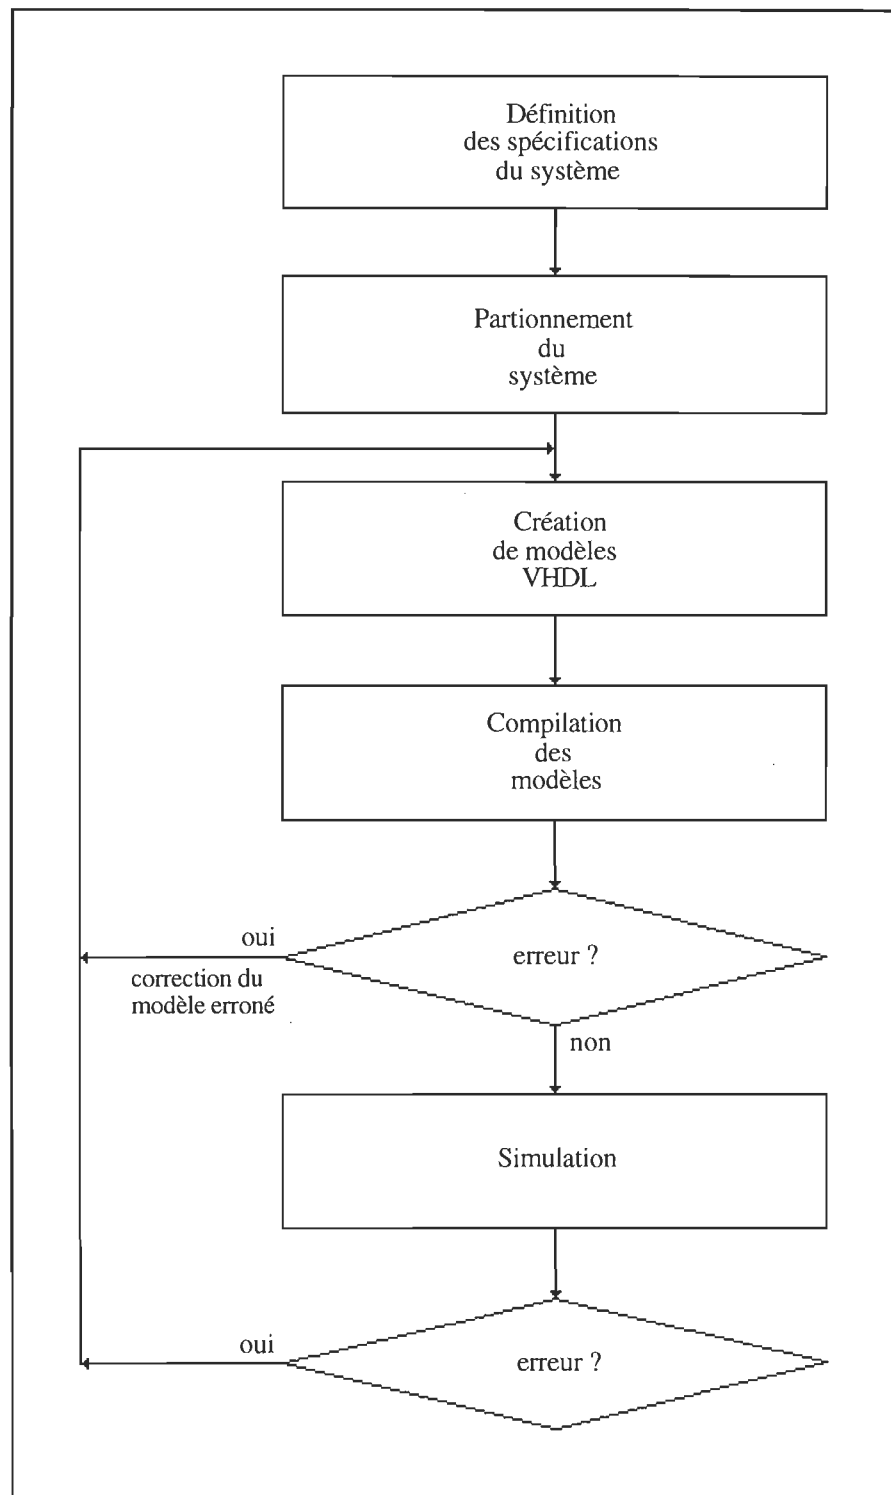 Définition
des spécifications
du système
Partionnement
du
système
Création
de modèles
VHDL
Compilation
des
modèles
oui
erreur ?
correction du
modèle erroné
non
Simulation
oui
erreur ?